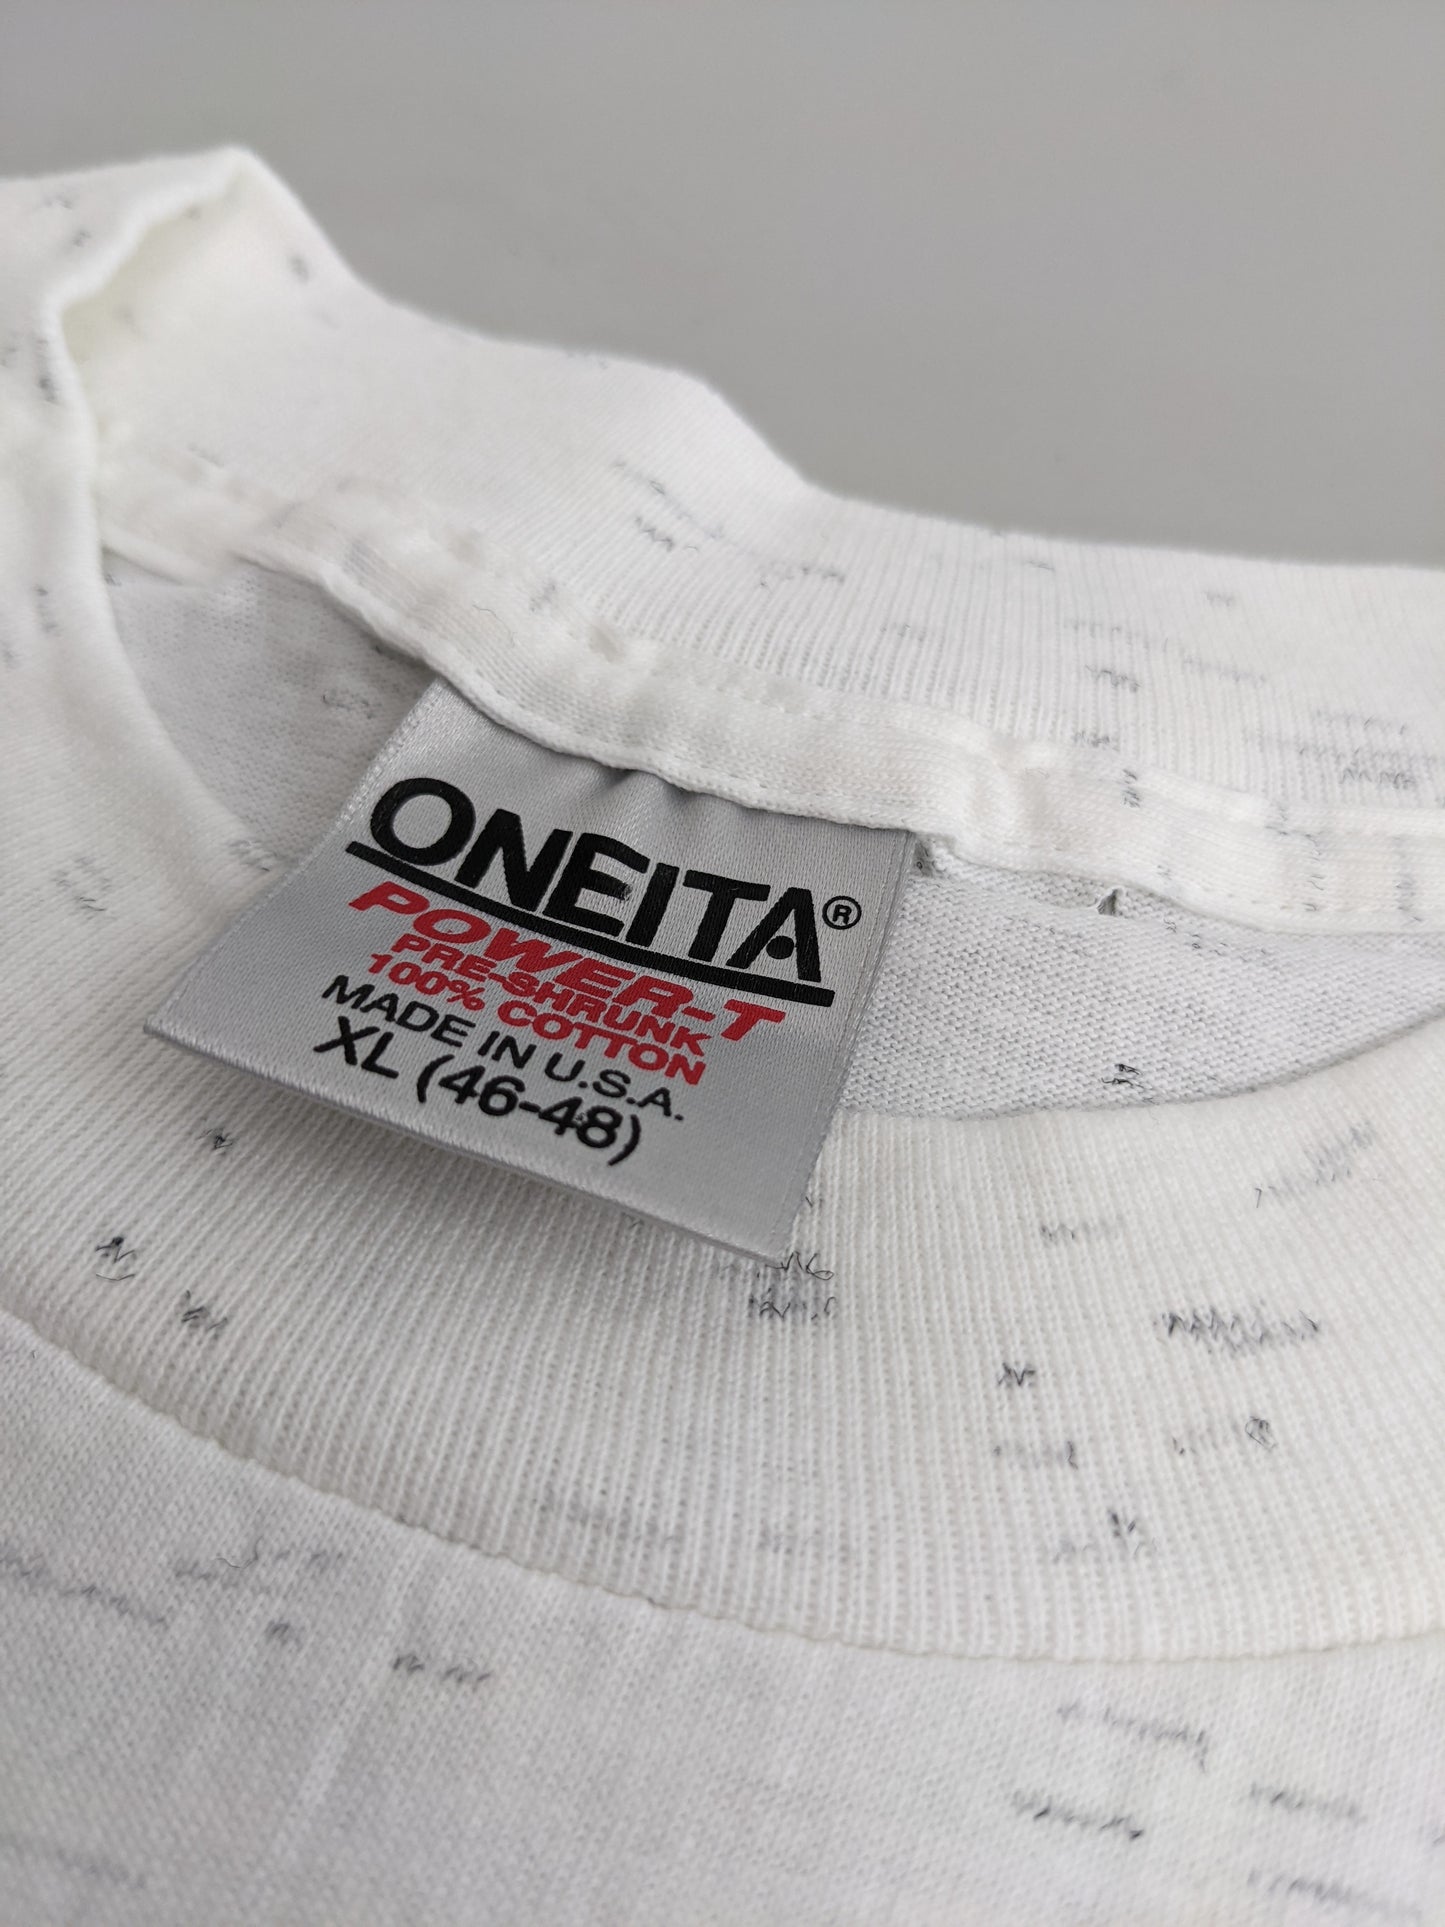 ONEITA®
POWER-T
PRE-SHRUNK
100% COTTON
MADE IN U.S.A.
XL (46-48)